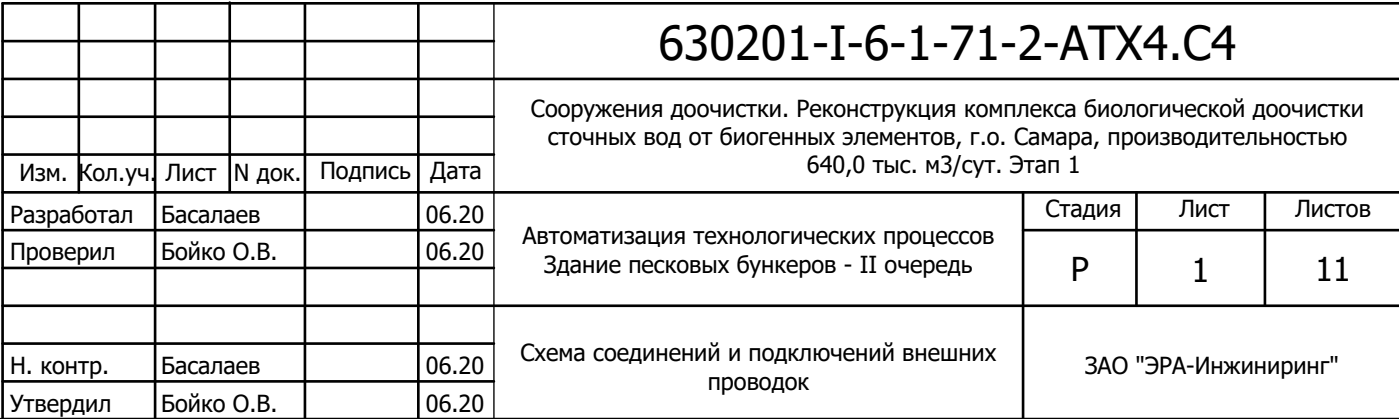 630201-I-6-1-71-2-АТХ4.С4
Сооружения доочистки. Реконструкция комплекса биологической доочистки
сточных вод от биогенных элементов, г.о. Самара, производительностью
640,0 тыс. м3/сут. Этап 1
Изм. Кол.уч. Лист N док. Подпись Дата
Разработал Басалаев 06.20
Проверил Бойко О.В. 06.20
Автоматизация технологических процессов
Здание песковых бункеров - II очередь
Стадия Лист Листов
Р 1 11
Н. контр. Басалаев 06.20
Утвердил Бойко О.В. 06.20
Схема соединений и подключений внешних
проводок
ЗАО "ЭРА-Инжиниринг"